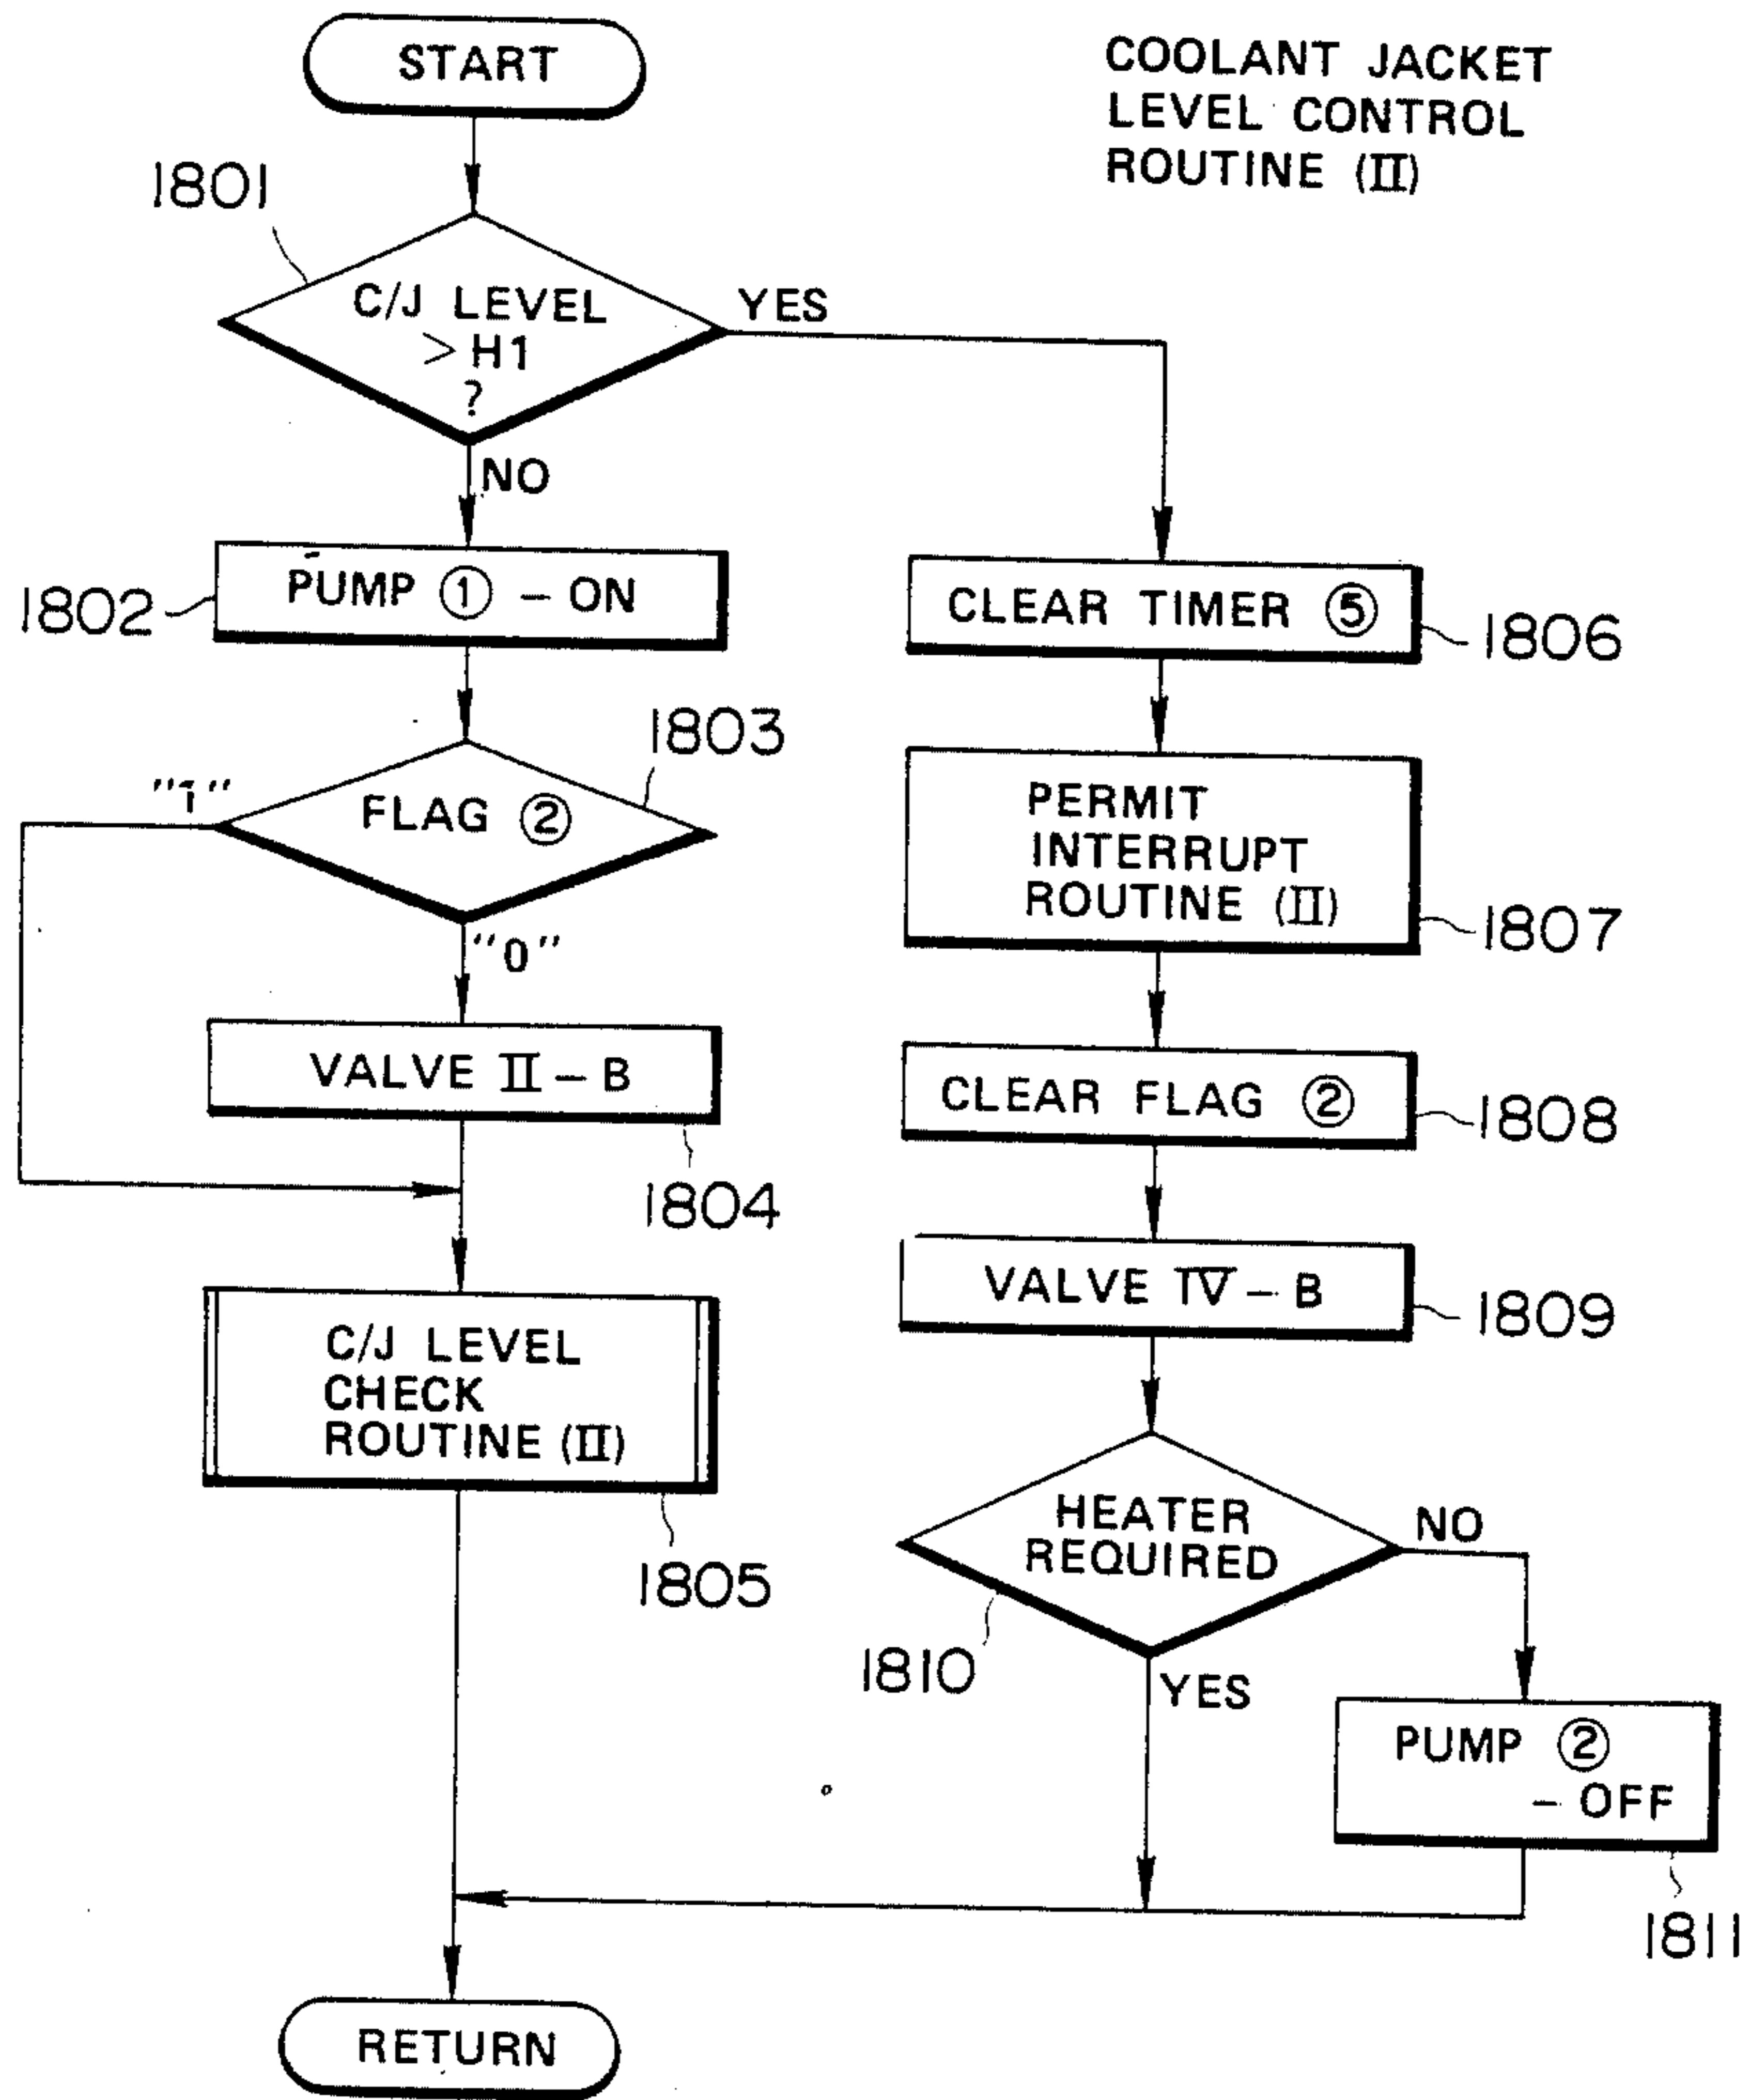 START
COOLANT JACKET
LEVEL CONTROL
ROUTINE (II)
1801
C/J LEVEL
> H1
?
YES
NO
PUMP ① – ON
1802
CLEAR TIMER ⑤
1806
1803
"1"
FLAG ②
"0"
PERMIT
INTERRUPT
ROUTINE (II)
1807
VALVE II – B
1804
CLEAR FLAG ②
1808
VALVE IV – B
1809
C/J LEVEL
CHECK
ROUTINE (II)
1805
HEATER
REQUIRED
NO
1810
YES
PUMP ②
– OFF
1811
RETURN